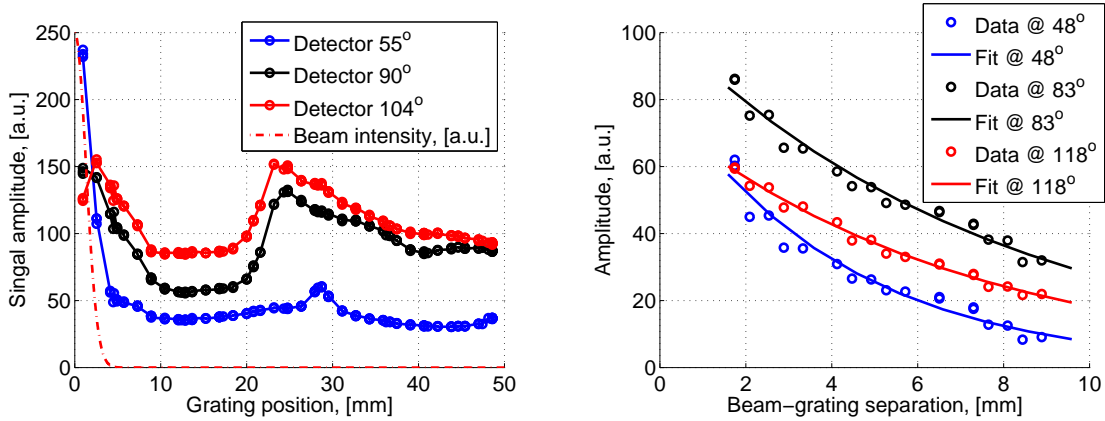 250
200
150
100
50
0
0
10
20
30
40
50
Singal amplitude, [a.u.]
Grating position, [mm]
Detector 55°
Detector 90°
Detector 104°
Beam intensity, [a.u.]
100
80
60
40
20
0
0
2
4
6
8
10
Amplitude, [a.u.]
Beam−grating separation, [mm]
Data @ 48°
Fit @ 48°
Data @ 83°
Fit @ 83°
Data @ 118°
Fit @ 118°